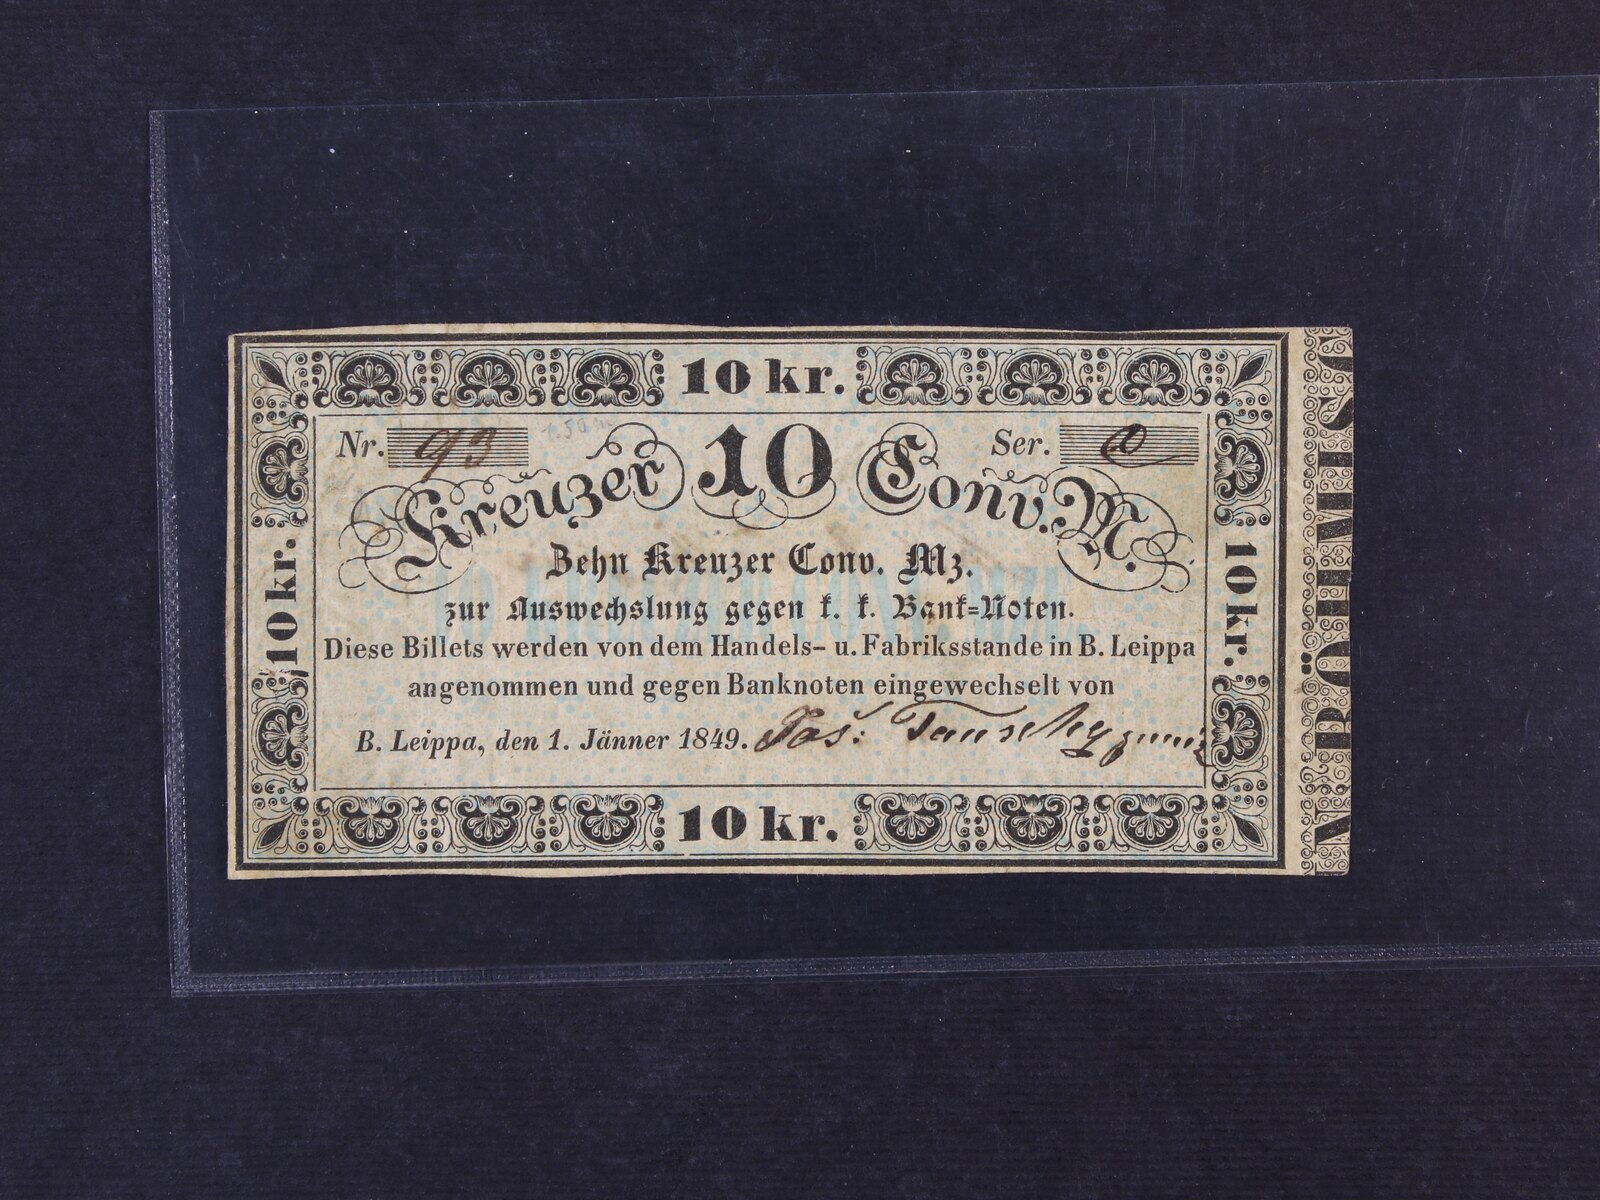 10 kr.
Nr. 93
Ser.
Kreuzer 10 Conv. M.
Zehn Kreuzer Conv. Mz.
zur Auswechslung gegen k. k. Bank=Noten.
Diese Billets werden von dem Handels- u. Fabriksstande in B. Leippa
angenommen und gegen Banknoten eingewechselt von
B. Leippa, den 1. Jänner 1849. Jos: Tauschy
10 kr.
10 kr.
10 kr.